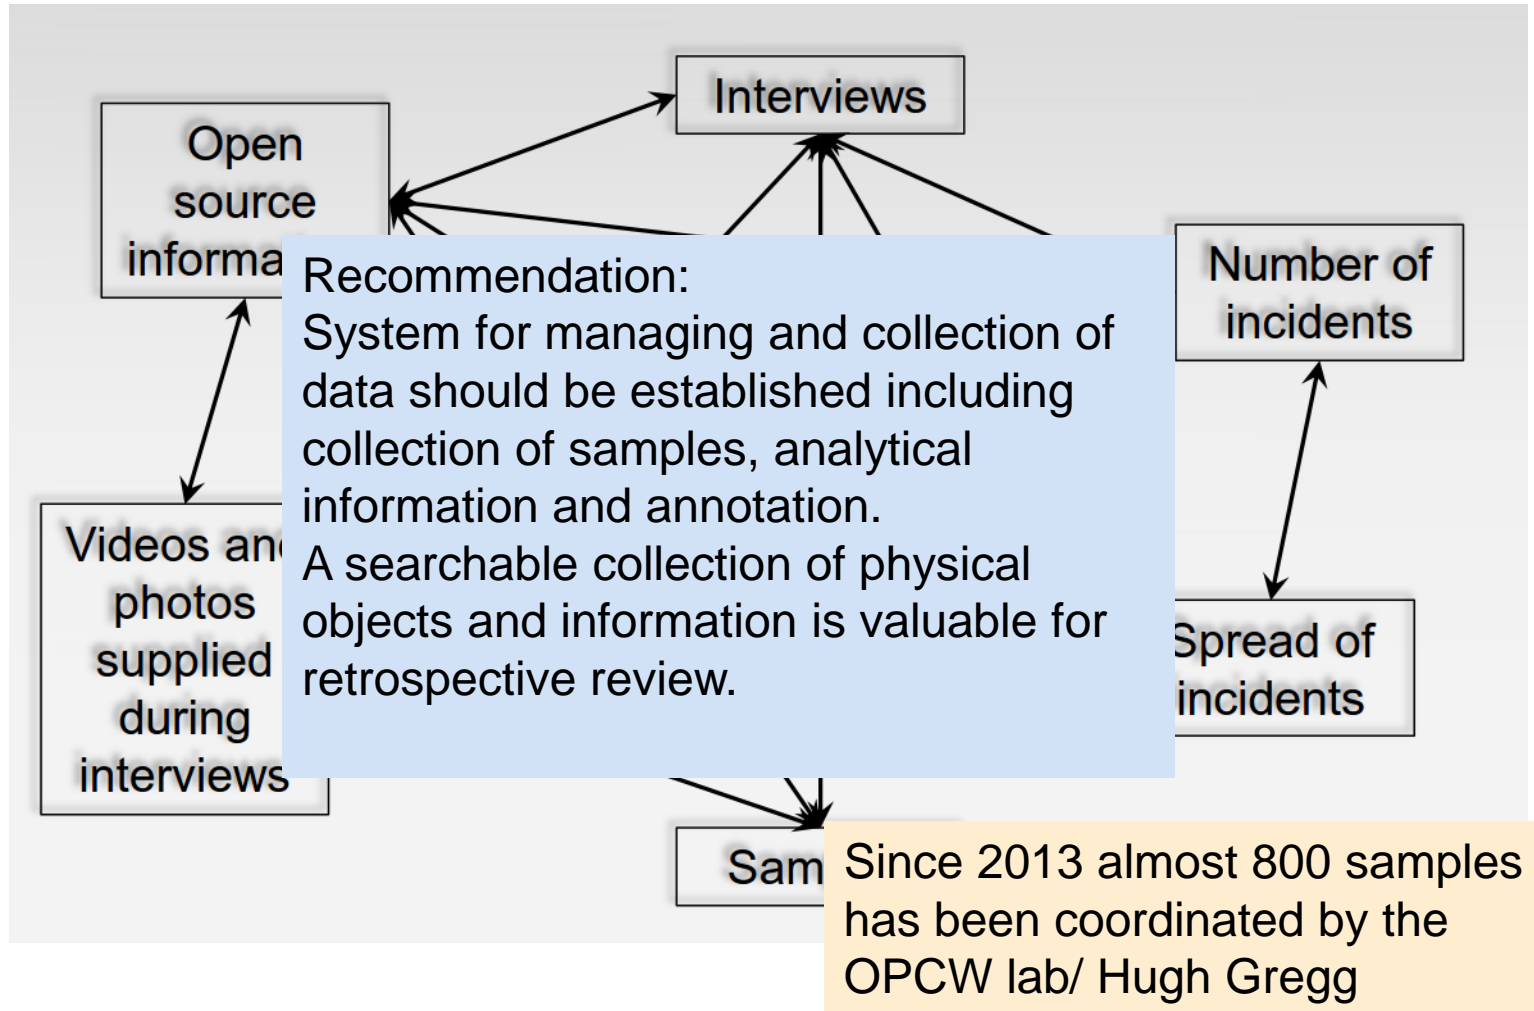 Interviews
Open
source
informa
Number of
incidents
Recommendation:
System for managing and collection of
data should be established including
collection of samples, analytical
information and annotation.
A searchable collection of physical
objects and information is valuable for
retrospective review.
Videos an
photos
supplied
during
interviews
Spread of
incidents
Sam
Since 2013 almost 800 samples
has been coordinated by the
OPCW lab/ Hugh Gregg